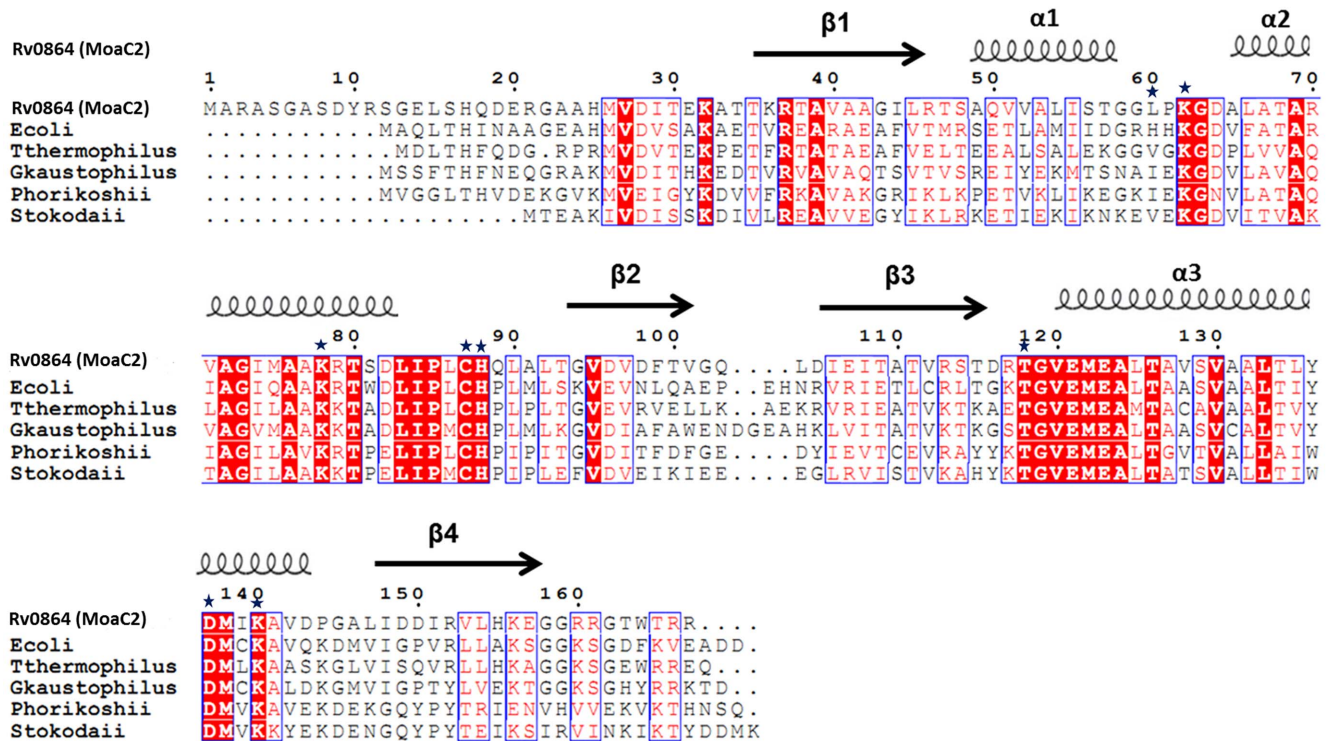 β1 α1 α2
Rv0864 (MoaC2)
1 10 20 30 40 50 60 70
Rv0864 (MoaC2) MARASGASDYRSGELSHQDERGAAHMVDITEKATTKRTAVAAGILRTSAQVVALISTGGLPKGDALATAR
Ecoli ...........MAQLTHINAAGEAHMVDVSAKAETVREARAEAFVTMRSETLAMIIDGRHHKGDVFATAR
Tthermophilus ............MDLTHFQDG.RPRMVDVTEKPETFRTATAEAFVELTEEALSALEKGGVGKGDPLVVAQ
Gkaustophilus ...........MSSFTHFNEQGRAKMVDITHKEDTVRVAVAQTSVTVSREIYEKMTSNAIEKGDVLAVAQ
Phorikoshii ...........MVGGLTHVDEKGVKMVEIGYKDVVFRKAVAKGRIKLKPETVKLIKEGKIEKGNVLATAQ
Stokodaii ....................MTEAKIVDISSKDIVLREAVVEGYIKLRKETIEKIKNKEVEKGDVITVAK
β2 β3 α3
80 90 100 110 120 130
Rv0864 (MoaC2) VAGIMAAKRTSDLIPLCHQLALTGVDVDFTVGQ....LDIEITATVRSTDRTGVEMEALTAVSVAALTLY
Ecoli IAGIQAAKRTWDLIPLCHPLMLSKVEVNLQAEP..EHNRVRIETLCRLTGKTGVEMEALTAASVAALTIY
Tthermophilus LAGILAAKKTADLIPLCHPLPLTGVEVRVELLK..AEKRVRIEATVKTKAETGVEMEAMTACAVAALTVY
Gkaustophilus VAGVMAAKKTADLIPMCHPLMLKGVDIAFAWENDGEAHKLVITATVKTKGSTGVEMEALTAASVCALTVY
Phorikoshii TAGILAVKRTPELIPLCHPIPITGVDITFDFGE....DYIEVTCEVRAYYKTGVEMEALTGVTVALLAIW
Stokodaii TAGILAAKKTPELIPMCHPIPLEFVDVEIKIEE....EGLRVISTVKAHYKTGVEMEALTATSVALLTIW
β4
140 150 160
Rv0864 (MoaC2) DMIKAVDPGALIDDIRVLHKEGGRRGTWTRR....
Ecoli DMCKAVQKDMVIGPVRLLAKSGGKSGDFKVEADD.
Tthermophilus DMLKAASKGLVISQVRLLHKAGGKSGEWRREQ...
Gkaustophilus DMCKALDKGMVIGPTYLVEKTGGKSGHYRRKTD..
Phorikoshii DMVKAVEKDEKGQYPYTRIENVHVVEKVKTHNSQ.
Stokodaii DMVKKYEKDENGQYPYTEIKSIRVINKIKTYDDMK